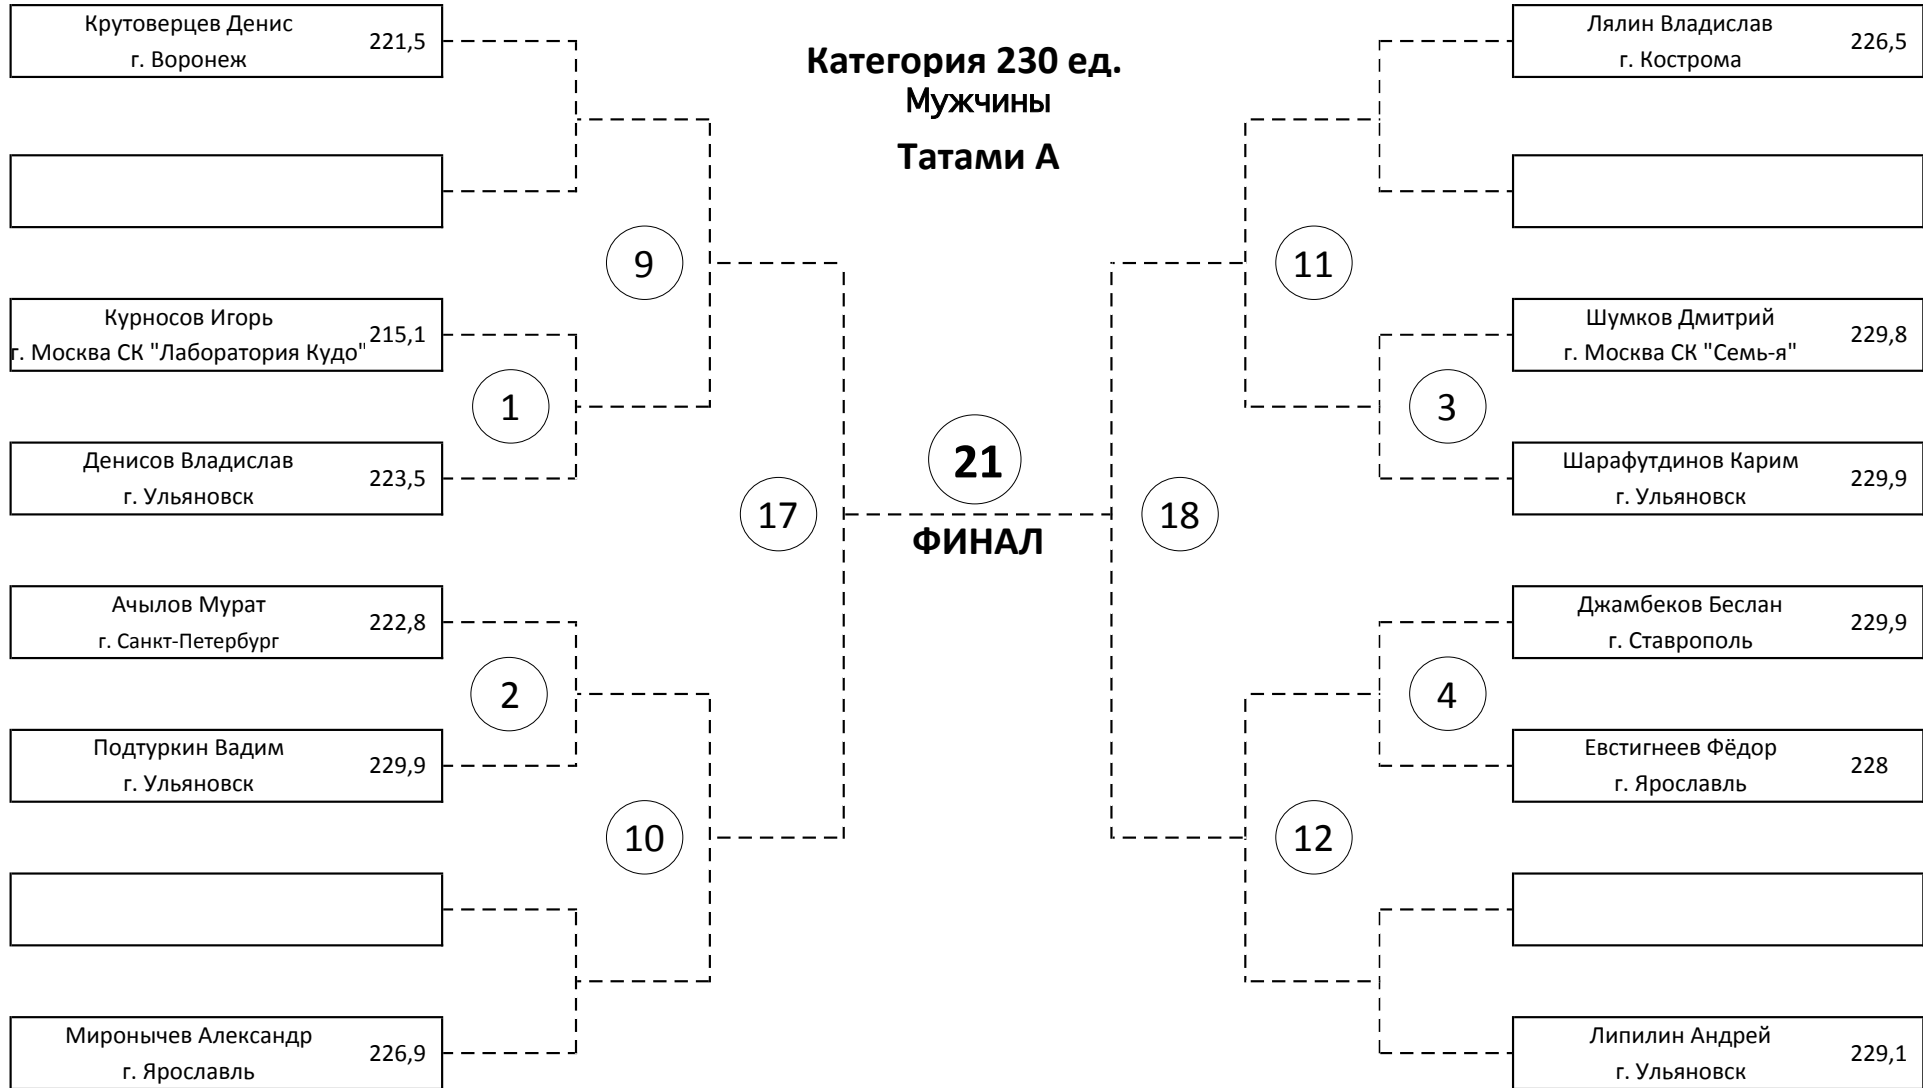 Категория 230 ед.
Мужчины
Татами А
Крутоверцев Денис
г. Воронеж
221,5
Курносов Игорь
г. Москва СК "Лаборатория Кудо"
215,1
1
Денисов Владислав
г. Ульяновск
223,5
9
Ачылов Мурат
г. Санкт-Петербург
222,8
2
Подтуркин Вадим
г. Ульяновск
229,9
10
Миронычев Александр
г. Ярославль
226,9
17
21
ФИНАЛ
18
Лялин Владислав
г. Кострома
226,5
11
Шумков Дмитрий
г. Москва СК "Семь-я"
229,8
3
Шарафутдинов Карим
г. Ульяновск
229,9
Джамбеков Беслан
г. Ставрополь
229,9
4
Евстигнеев Фёдор
г. Ярославль
228
12
Липилин Андрей
г. Ульяновск
229,1